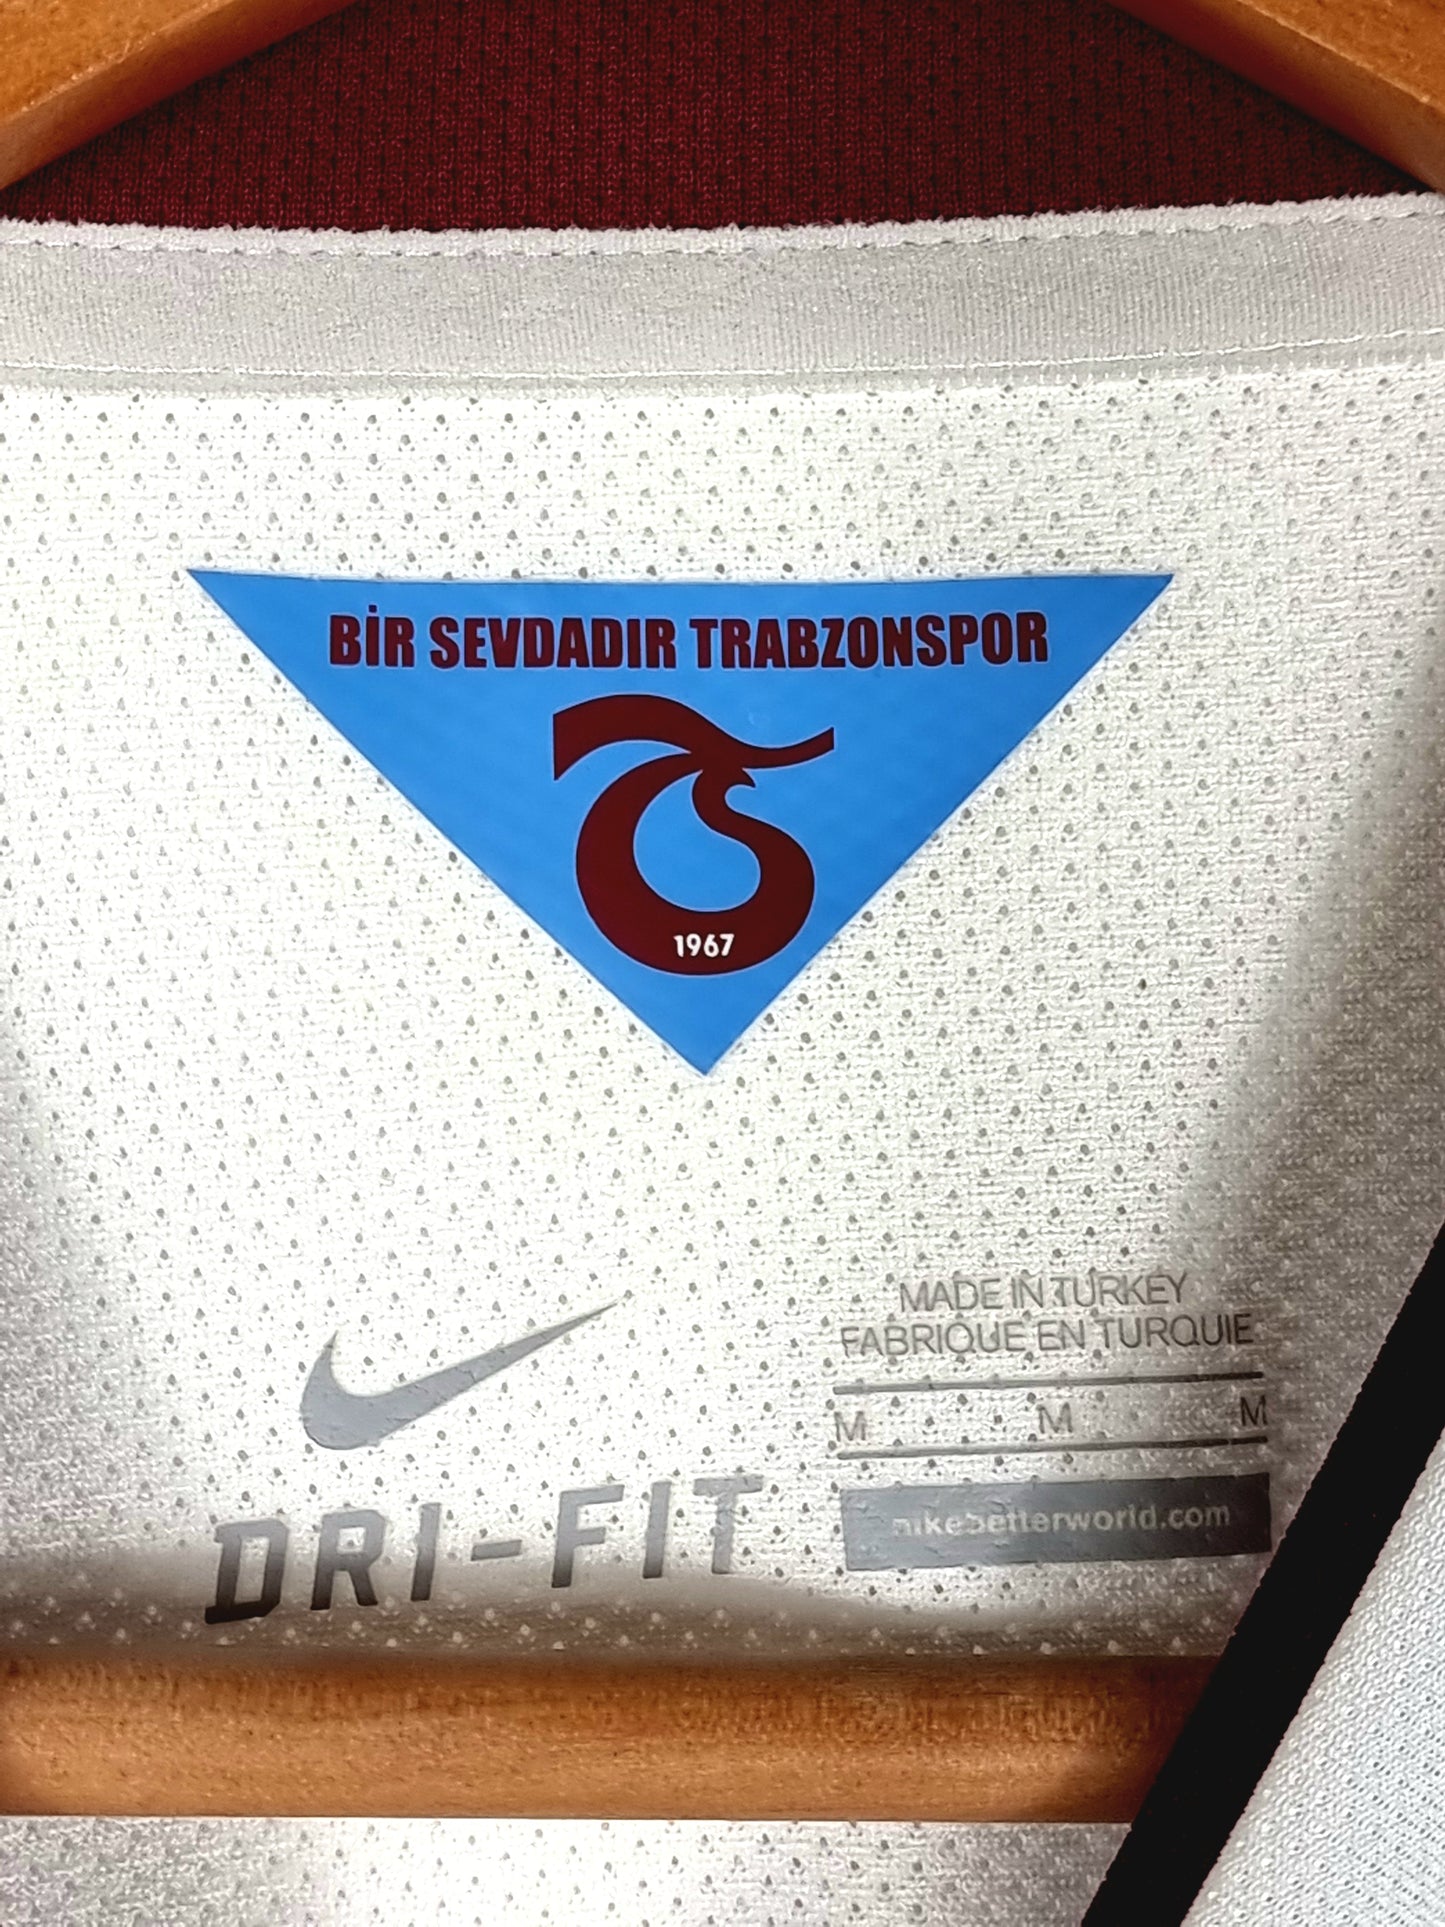 BİR SEVDADIR TRABZONSPOR
1967
MADE IN TURKEY
FABRIQUE EN TURQUIE
M M M
nikebetterworld.com
DRI-FIT